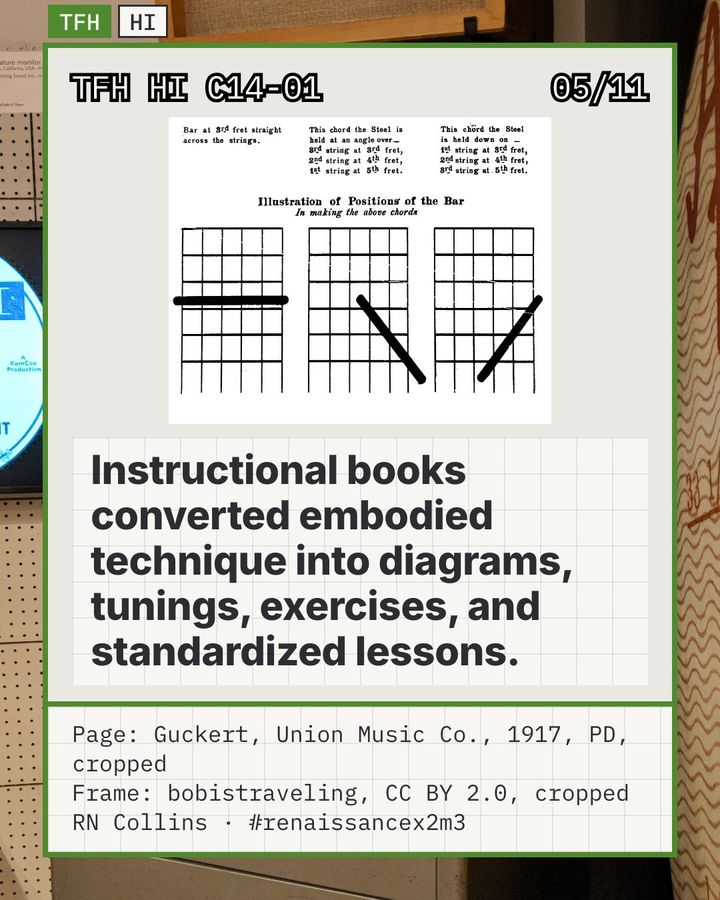 TFH HI
TFH HI C14-01 05/11
Bar at 3rd fret straight
across the strings.
This chord the Steel is
held at an angle over—
3rd string at 3rd fret,
2nd string at 4th fret,
1st string at 5th fret.
This chord the Steel
is held down on —
1st string at 3rd fret,
2nd string at 4th fret,
3rd string at 5th fret.
Illustration of Positions of the Bar
In making the above chords
Instructional books
converted embodied
technique into diagrams,
tunings, exercises, and
standardized lessons.
Page: Guckert, Union Music Co., 1917, PD,
cropped
Frame: bobistraveling, CC BY 2.0, cropped
RN Collins · #renaissancex2m3
A
RamCon
Production